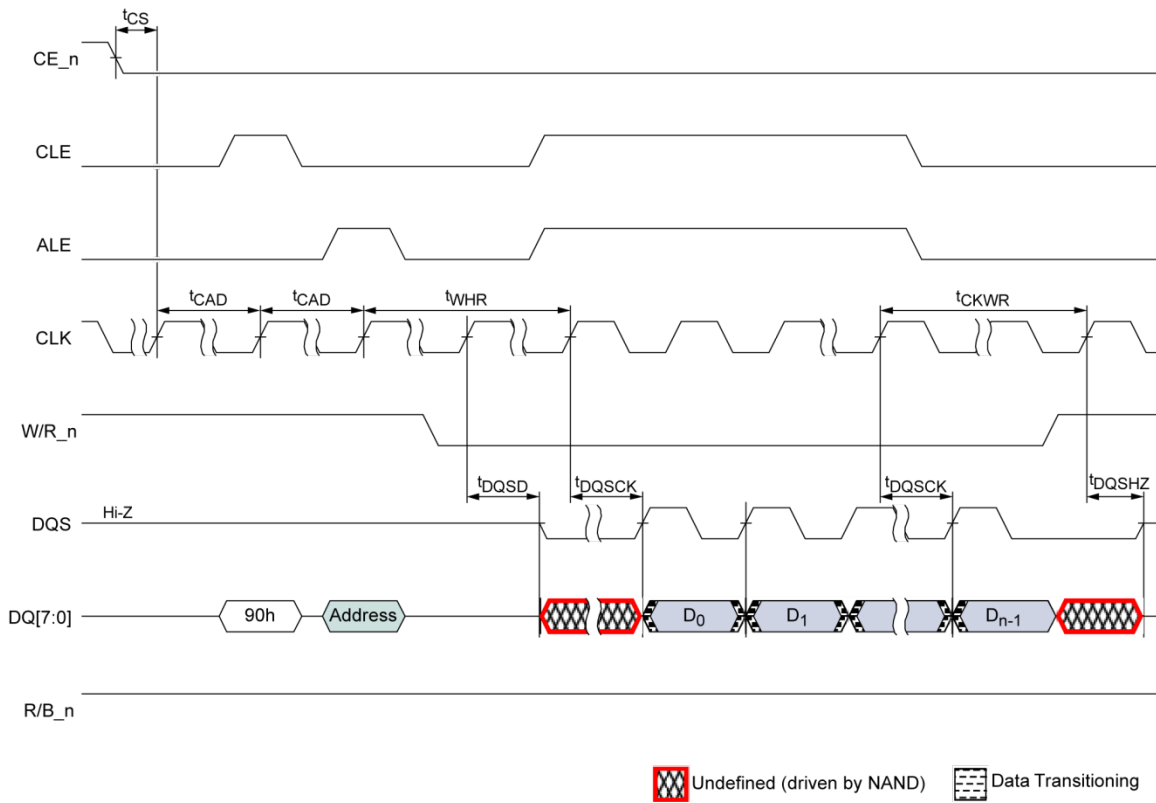 tCS
CE_n
CLE
ALE
tCAD tCAD tWHR tCKWR
CLK
W/R_n
tDQSD tDQSCK tDQSCK tDQSHZ
Hi-Z
DQS
DQ[7:0] 90h Address D0 D1 Dn-1
R/B_n
Undefined (driven by NAND) Data Transitioning